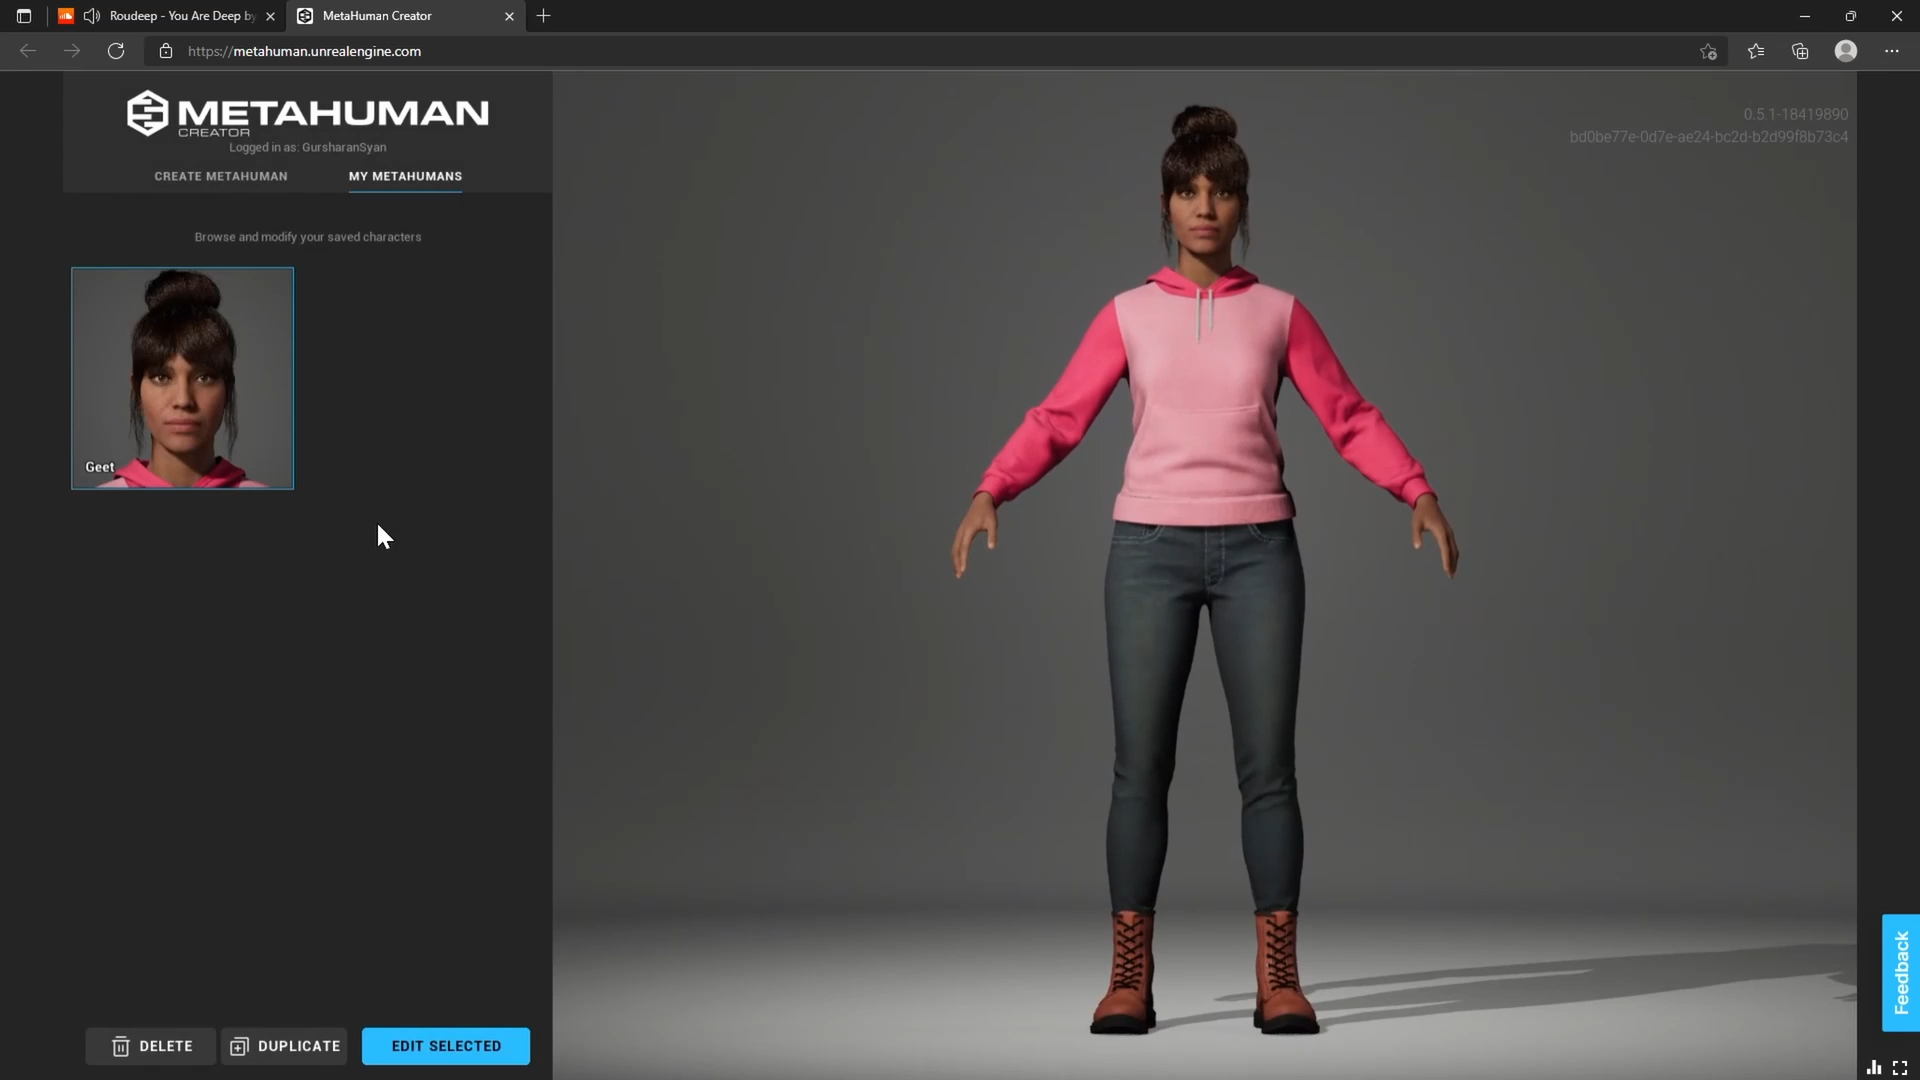 Roudeep - You Are Deep by
MetaHuman Creator
https://metahuman.unrealengine.com
METAHUMAN
CREATOR
Logged in as: GursharanSyan
CREATE METAHUMAN
MY METAHUMANS
Browse and modify your saved characters
Geet
DELETE
DUPLICATE
EDIT SELECTED
0.5.1-18419890
bd0be77e-0d7e-ae24-bc2d-b2d99f8b73c4
Feedback